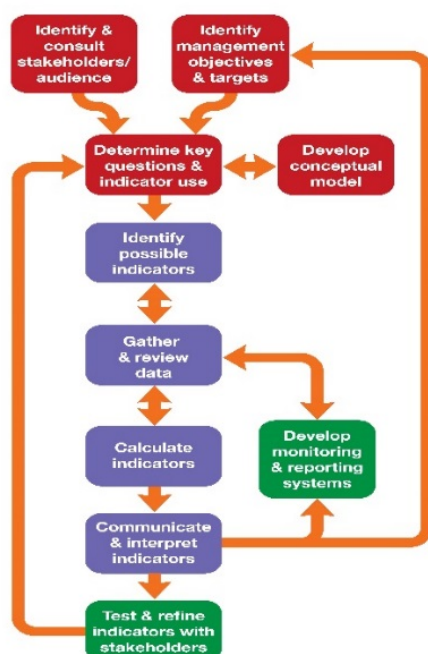 Identify &
consult
stakeholders/
audience
Identify
management
objectives
& targets
Determine key
questions &
indicator use
Develop
conceptual
model
Identify
possible
indicators
Gather
& review
data
Calculate
indicators
Develop
monitoring
& reporting
systems
Communicate
& interpret
indicators
Test & refine
indicators with
stakeholders